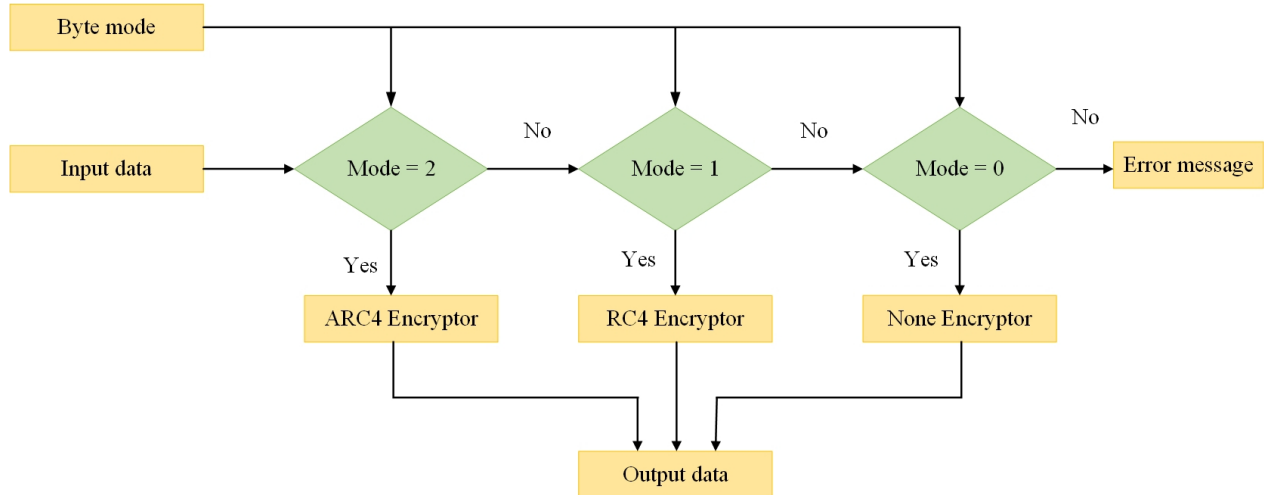 Byte mode
No
No
No
Input data
Mode = 2
Mode = 1
Mode = 0
Error message
Yes
Yes
Yes
ARC4 Encryptor
RC4 Encryptor
None Encryptor
Output data